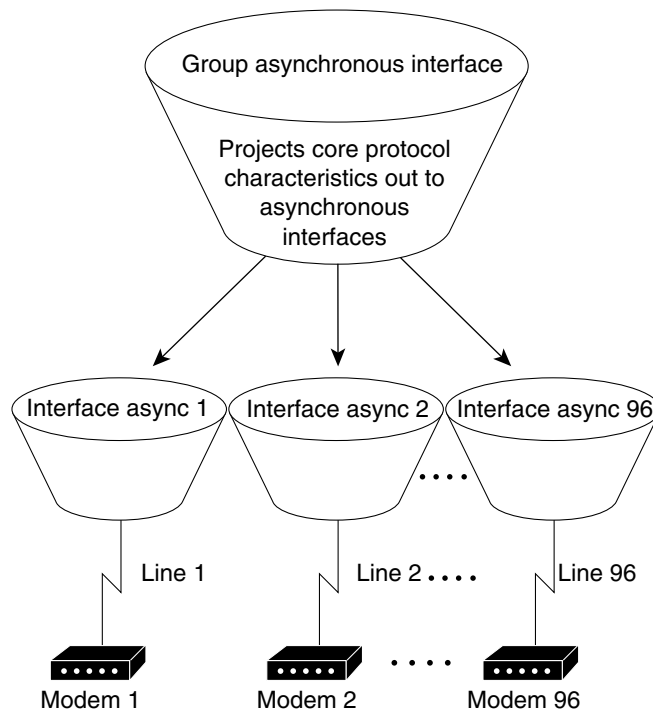 Group asynchronous interface
Projects core protocol
characteristics out to
asynchronous
interfaces
Interface async 1
Interface async 2
Interface async 96
Line 1
Line 2
Line 96
Modem 1
Modem 2
Modem 96